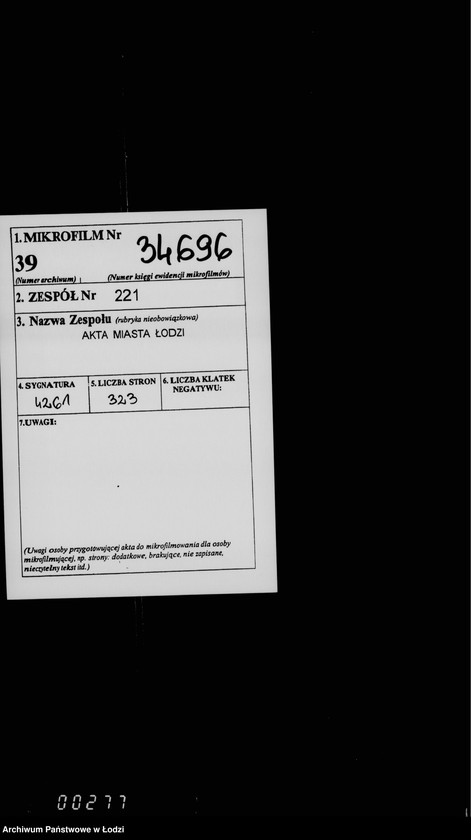 1. MIKROFILM Nr
34696
39
(Numer archiwum) (Numer księgi ewidencji mikrofilmów)
2. ZESPÓŁ Nr 221
3. Nazwa Zespołu (rubryka nieobowiązkowa)
AKTA MIASTA ŁODZI
4. SYGNATURA 5. LICZBA STRON 6. LICZBA KLATEK
NEGATYWU:
4261 323
7.UWAGI:
(Uwagi osoby przygotowującej akta do mikrofilmowania dla osoby
mikrofilmującej, np. strony: dodatkowe, brakujące, nie zapisane,
nieczytelny tekst itd.)
00277
Archiwum Państwowe w Łodzi